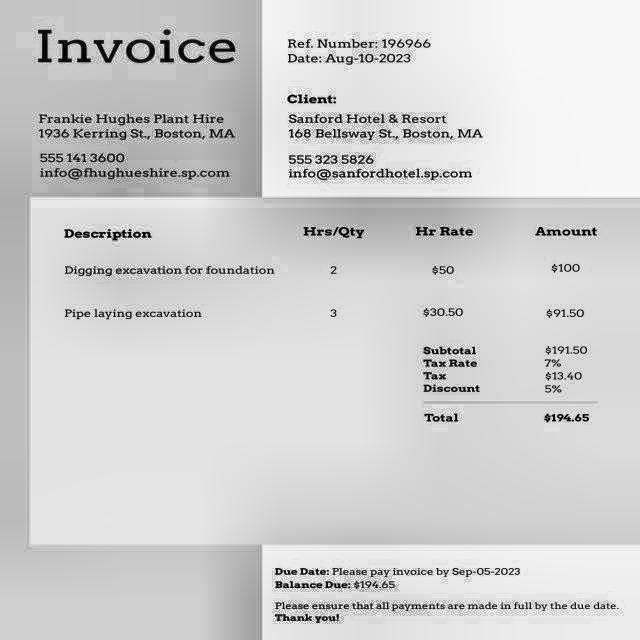 Invoice
Ref. Number: 196966
Date: Aug-10-2023
Frankie Hughes Plant Hire
1936 Kerring St., Boston, MA
555 141 3600
info@fhughueshire.sp.com
Client:
Sanford Hotel & Resort
168 Bellsway St., Boston, MA
555 323 5826
info@sanfordhotel.sp.com
Description Hrs/Qty Hr Rate Amount
Digging excavation for foundation 2 $50 $100
Pipe laying excavation 3 $30.50 $91.50
Subtotal $191.50
Tax Rate 7%
Tax $13.40
Discount 5%
Total $194.65
Due Date: Please pay invoice by Sep-05-2023
Balance Due: $194.65
Please ensure that all payments are made in full by the due date.
Thank you!